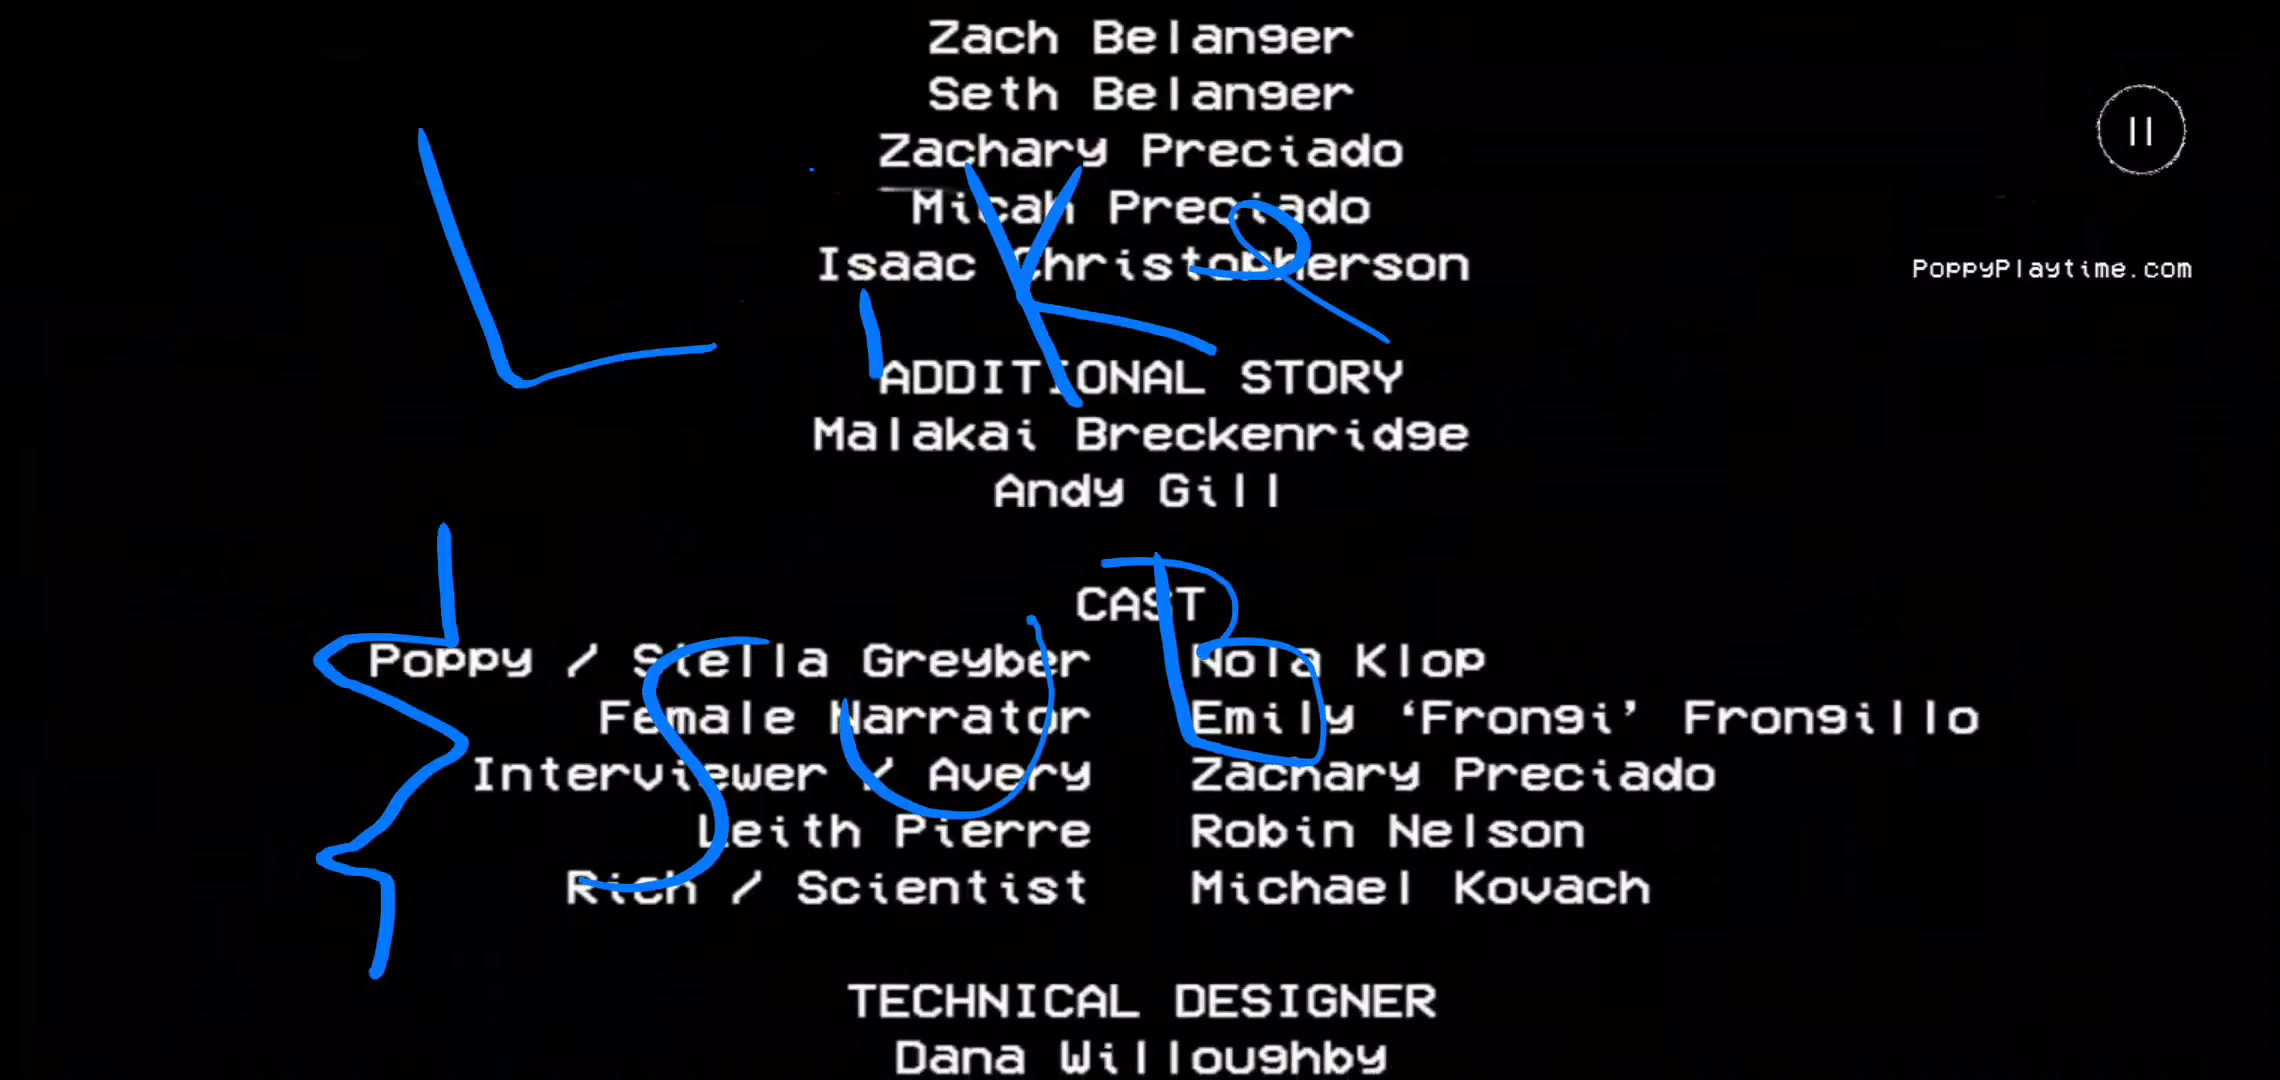 Zach Belanger
Seth Belanger
Zachary Preciado
Micah Preciado
Isaac Christopherson
PoppyPlaytime.com
LIKe
ADDITIONAL STORY
Malakai Breckenridge
Andy Gill
CAST
Poppy / Stella Greyber Nola Klop
Female Narrator Emily ‘Frongi’ Frongillo
Interviewer / Avery Zachary Preciado
Leith Pierre Robin Nelson
Rich / Scientist Michael Kovach
SUB
TECHNICAL DESIGNER
Dana Willoughby